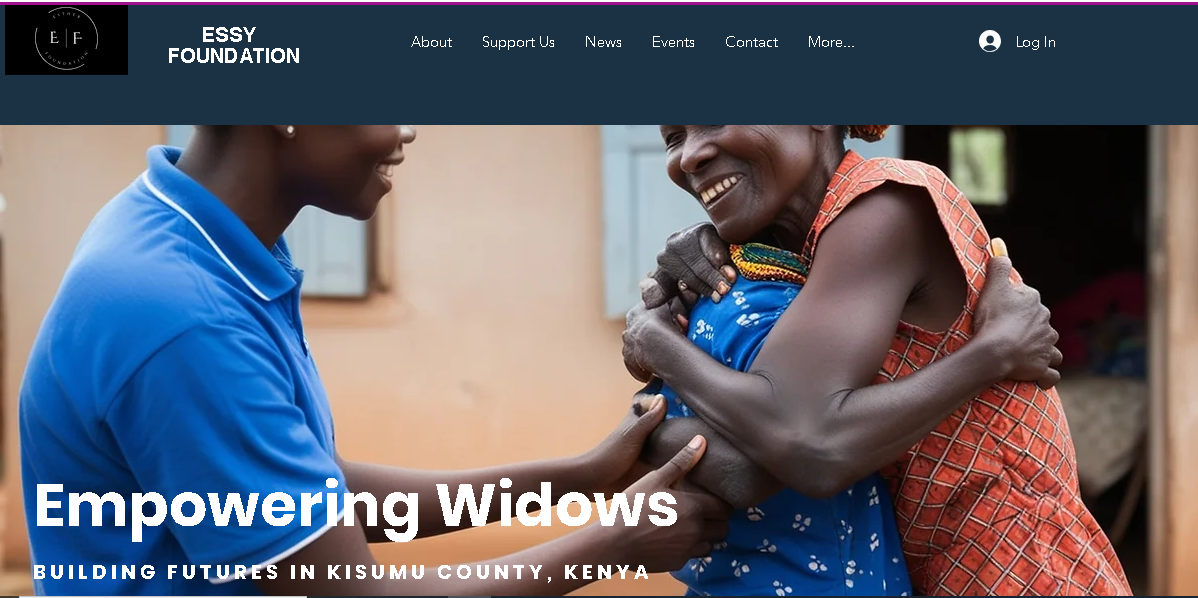 ESTHER
E | F
FOUNDATION
ESSY
FOUNDATION
About
Support Us
News
Events
Contact
More...
Log In
Empowering Widows
BUILDING FUTURES IN KISUMU COUNTY, KENYA